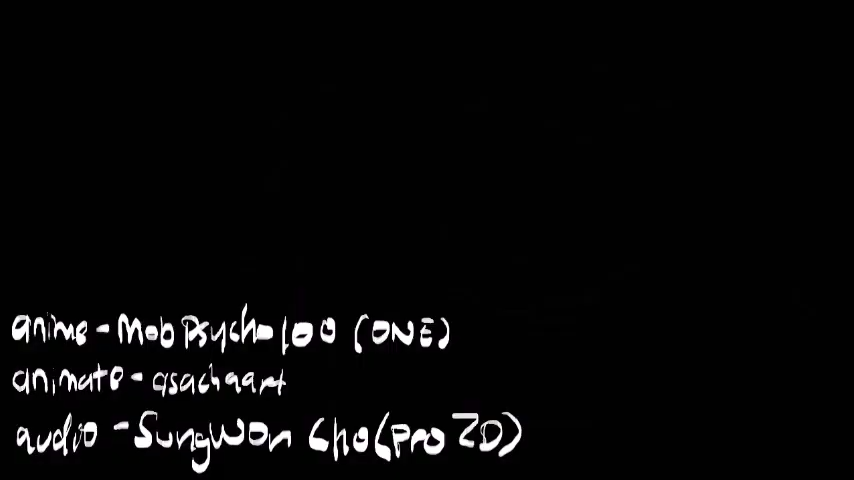 anime - Mob Psycho 100 (ONE)
animate - asachaart
audio - SungWon Cho (ProZD)